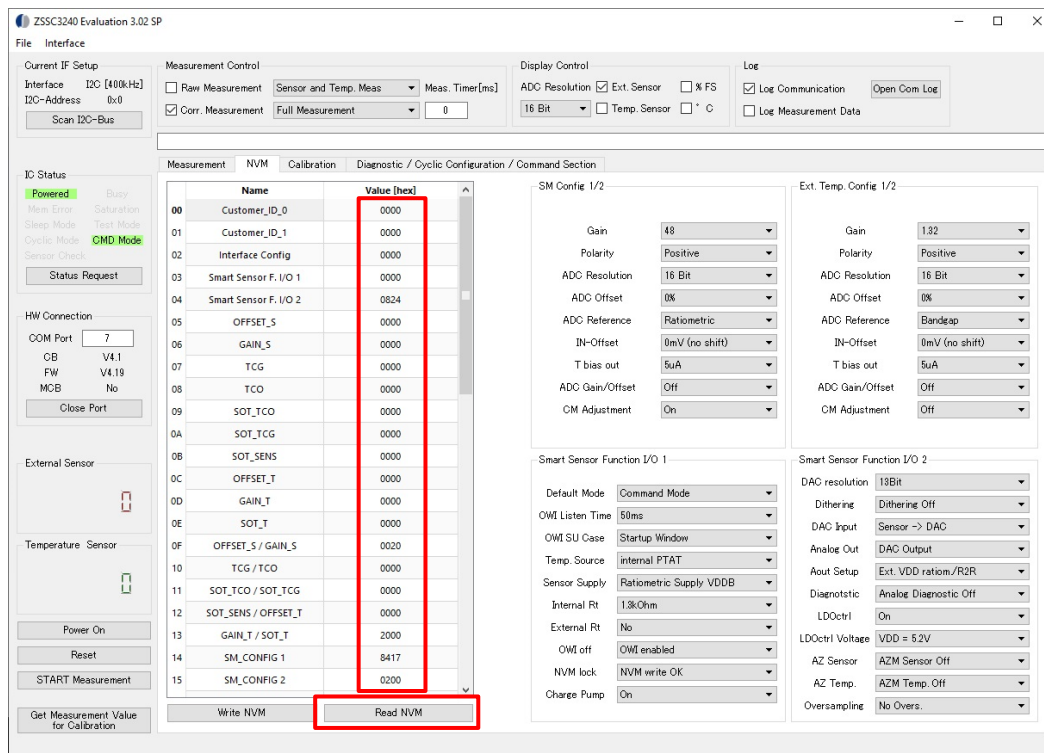 ZSSC3240 Evaluation 3.02 SP
File Interface
Current IF Setup
Interface I2C [400kHz]
I2C-Address 0x0
Scan I2C-Bus
Measurement Control
Raw Measurement Sensor and Temp. Meas Meas. Timer[ms]
Corr. Measurement Full Measurement 0
Display Control
ADC Resolution Ext. Sensor % FS
16 Bit Temp. Sensor ° C
Log
Log Communication Open Com Log
Log Measurement Data
Measurement NVM Calibration Diagnostic / Cyclic Configuration / Command Section
IC Status
Powered Busy
Mem Error Saturation
Sleep Mode Test Mode
Cyclic Mode CMD Mode
Sensor Check
Status Request
HW Connection
COM Port 7
CB V4.1
FW V4.19
MCB No
Close Port
External Sensor
0
Temperature Sensor
0
Power On
Reset
START Measurement
Get Measurement Value
for Calibration
Name Value [hex]
00 Customer_ID_0 0000
01 Customer_ID_1 0000
02 Interface Config 0000
03 Smart Sensor F. I/O 1 0000
04 Smart Sensor F. I/O 2 0824
05 OFFSET_S 0000
06 GAIN_S 0000
07 TCG 0000
08 TCO 0000
09 SOT_TCO 0000
0A SOT_TCG 0000
0B SOT_SENS 0000
0C OFFSET_T 0000
0D GAIN_T 0000
0E SOT_T 0000
0F OFFSET_S / GAIN_S 0020
10 TCG / TCO 0000
11 SOT_TCO / SOT_TCG 0000
12 SOT_SENS / OFFSET_T 0000
13 GAIN_T / SOT_T 2000
14 SM_CONFIG 1 8417
15 SM_CONFIG 2 0200
Write NVM Read NVM
SM Config 1/2
Gain 48
Polarity Positive
ADC Resolution 16 Bit
ADC Offset 0%
ADC Reference Ratiometric
IN-Offset 0mV (no shift)
T bias out 5uA
ADC Gain/Offset Off
CM Adjustment On
Ext. Temp. Config 1/2
Gain 1.32
Polarity Positive
ADC Resolution 16 Bit
ADC Offset 0%
ADC Reference Bandgap
IN-Offset 0mV (no shift)
T bias out 5uA
ADC Gain/Offset Off
CM Adjustment Off
Smart Sensor Function I/O 1
Default Mode Command Mode
OWI Listen Time 50ms
OWI SU Case Startup Window
Temp. Source internal PTAT
Sensor Supply Ratiometric Supply VDDB
Internal Rt 1.3kOhm
External Rt No
OWI off OWI enabled
NVM lock NVM write OK
Charge Pump On
Smart Sensor Function I/O 2
DAC resolution 13Bit
Dithering Dithering Off
DAC Input Sensor -> DAC
Analog Out DAC Output
Aout Setup Ext. VDD ratiom./R2R
Diagnotstic Analog Diagnostic Off
LDOctrl On
LDOctrl Voltage VDD = 5.2V
AZ Sensor AZM Sensor Off
AZ Temp. AZM Temp. Off
Oversampling No Overs.